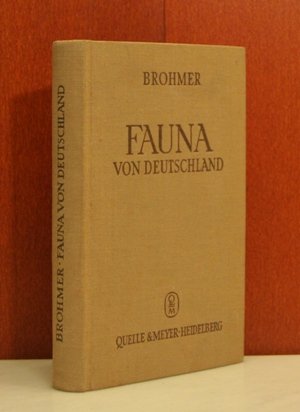 BROHMER
FAUNA
VON DEUTSCHLAND
QUELLE & MEYER · HEIDELBERG
BROHMER · FAUNA VON DEUTSCHLAND